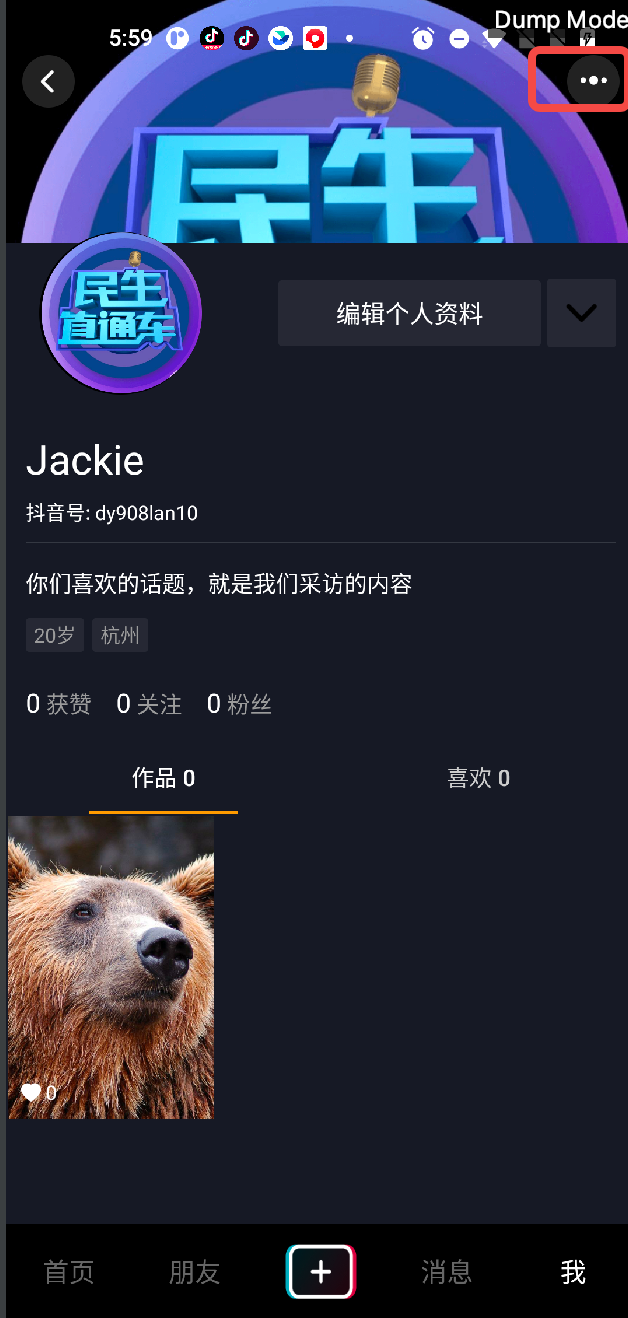 Dump Mode
5:59
民生
民生
直通车
编辑个人资料
Jackie
抖音号: dy908lan10
你们喜欢的话题，就是我们采访的内容
20岁 杭州
0 获赞 0 关注 0 粉丝
作品 0 喜欢 0
0
首页 朋友 消息 我